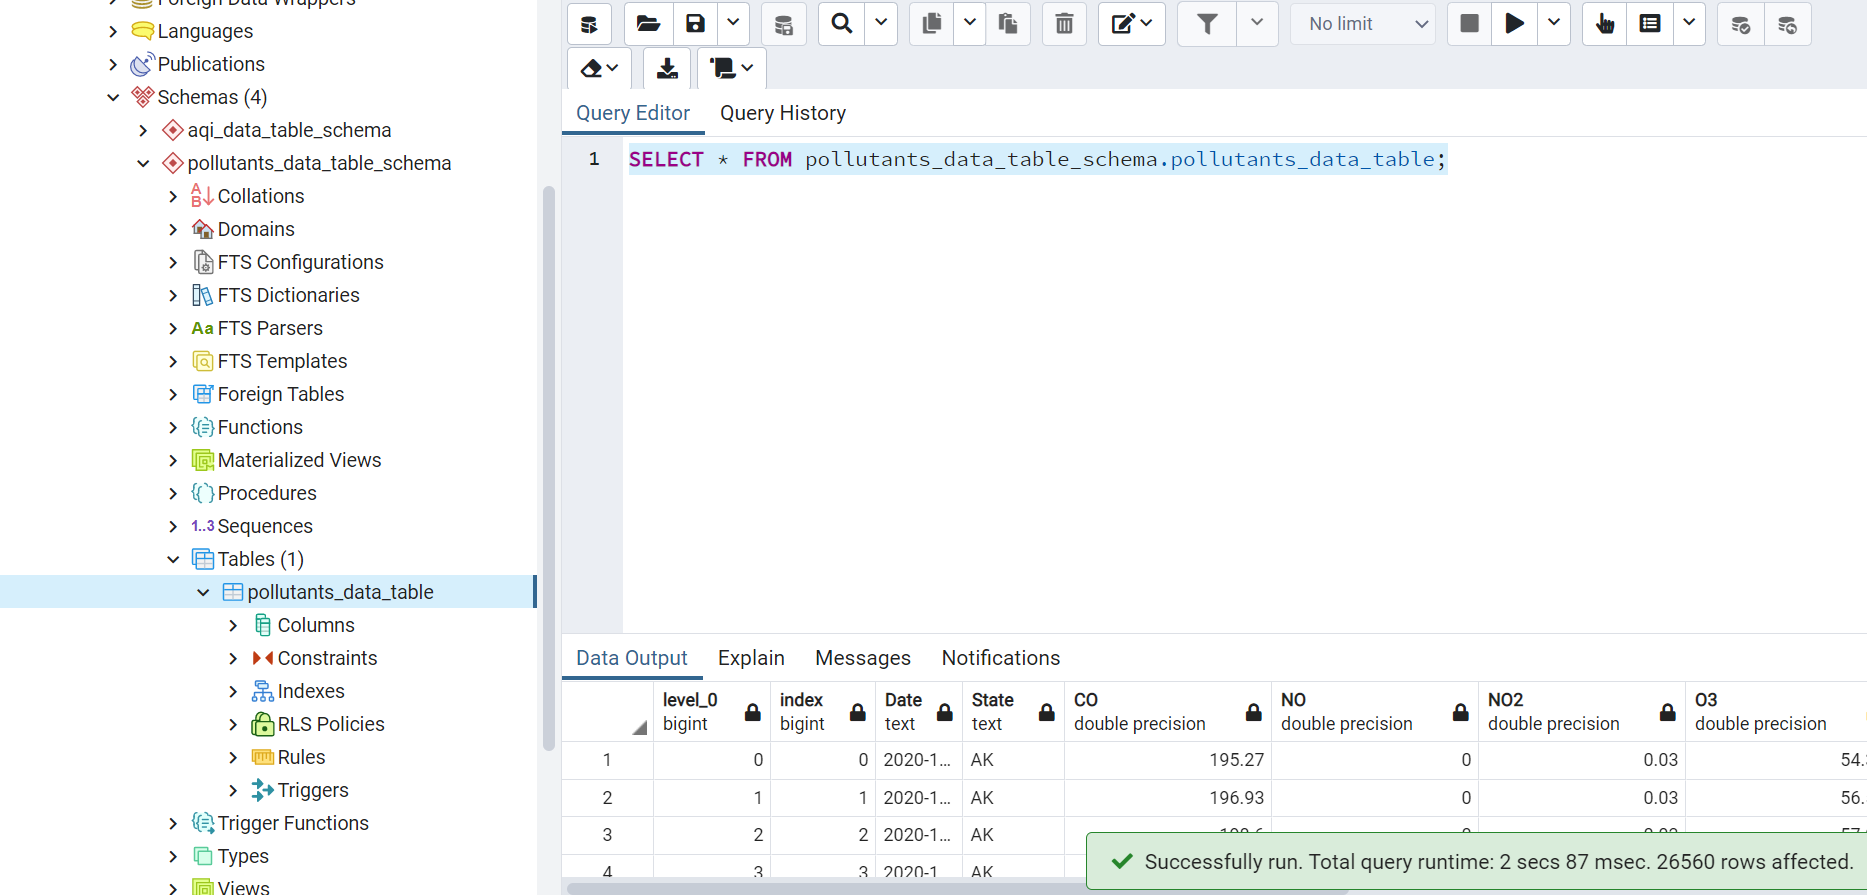 Foreign Data Wrappers
Languages
Publications
Schemas (4)
aqi_data_table_schema
pollutants_data_table_schema
Collations
Domains
FTS Configurations
FTS Dictionaries
Aa FTS Parsers
FTS Templates
Foreign Tables
Functions
Materialized Views
Procedures
1..3 Sequences
Tables (1)
pollutants_data_table
Columns
Constraints
Indexes
RLS Policies
Rules
Triggers
Trigger Functions
Types
Views
No limit
Query Editor Query History
1 SELECT * FROM pollutants_data_table_schema.pollutants_data_table;
Data Output Explain Messages Notifications
level_0 index Date State CO NO NO2 O3
bigint bigint text text double precision double precision double precision double precision
1 0 0 2020-1... AK 195.27 0 0.03 54.
2 1 1 2020-1... AK 196.93 0 0.03 56.
3 2 2 2020-1... AK
4 3 3 2020-1... AK
Successfully run. Total query runtime: 2 secs 87 msec. 26560 rows affected.